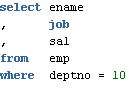 select ename
,      job
,      sal
from   emp
where  deptno = 10